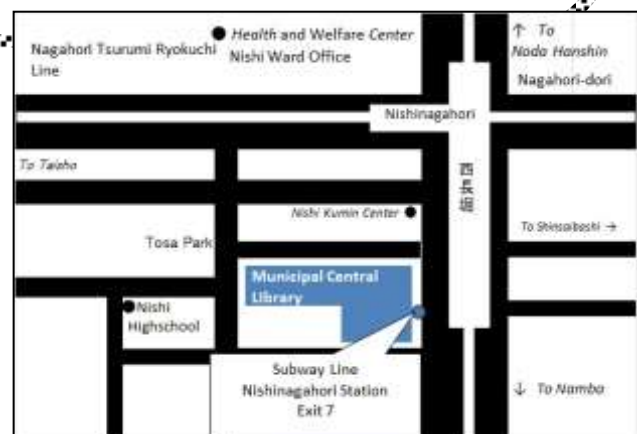 Health and Welfare Center
Nishi Ward Office
Nagahori Tsurumi Ryokuchi
Line
↑ To
Noda Hanshin
Nagahori-dori
Nishinagahori
To Taisho
西長堀
Nishi Kumin Center
To Shinsaibashi →
Tosa Park
Municipal Central
Library
Nishi
Highschool
Subway Line
Nishinagahori Station
Exit 7
↓ To Namba